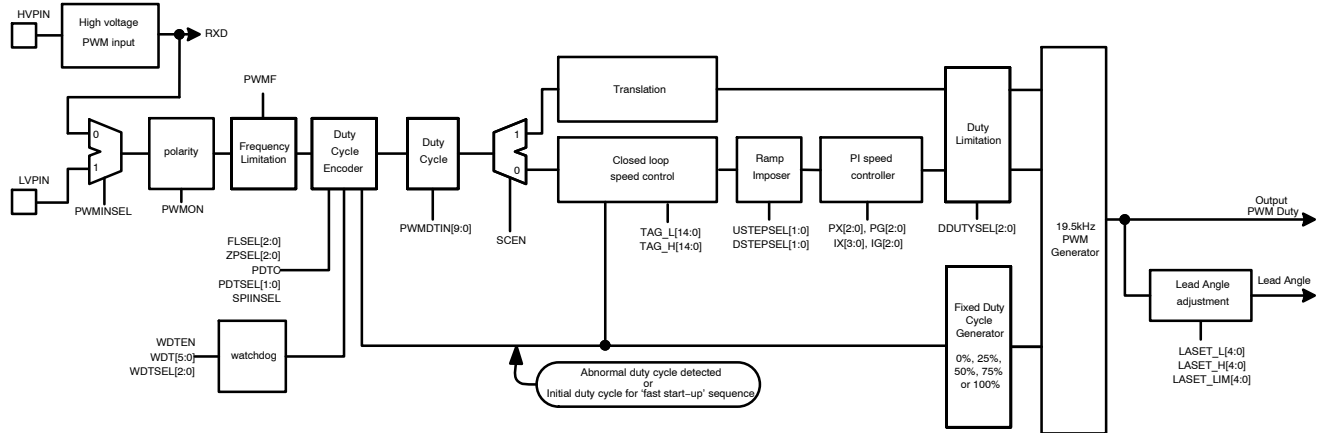 HVPIN
High voltage
PWM input
RXD
PWMF
0
1
LVPIN
PWMINSEL
polarity
PWMON
Frequency
Limitation
Duty
Cycle
Encoder
Duty
Cycle
PWMDTIN[9:0]
1
0
SCEN
Translation
Closed loop
speed control
TAG_L[14:0]
TAG_H[14:0]
Ramp
Imposer
USTEPSEL[1:0]
DSTEPSEL[1:0]
PI speed
controller
PX[2:0], PG[2:0]
IX[3:0], IG[2:0]
Duty
Limitation
DDUTYSEL[2:0]
19.5kHz
PWM
Generator
Output
PWM Duty
Lead Angle
Lead Angle
adjustment
LASET_L[4:0]
LASET_H[4:0]
LASET_LIM[4:0]
FLSEL[2:0]
ZPSEL[2:0]
PDTC
PDTSEL[1:0]
SPIINSEL
WDTEN
WDT[5:0]
WDTSEL[2:0]
watchdog
Abnormal duty cycle detected
or
Initial duty cycle for 'fast start−up' sequence
Fixed Duty
Cycle
Generator
0%, 25%,
50%, 75%
or 100%